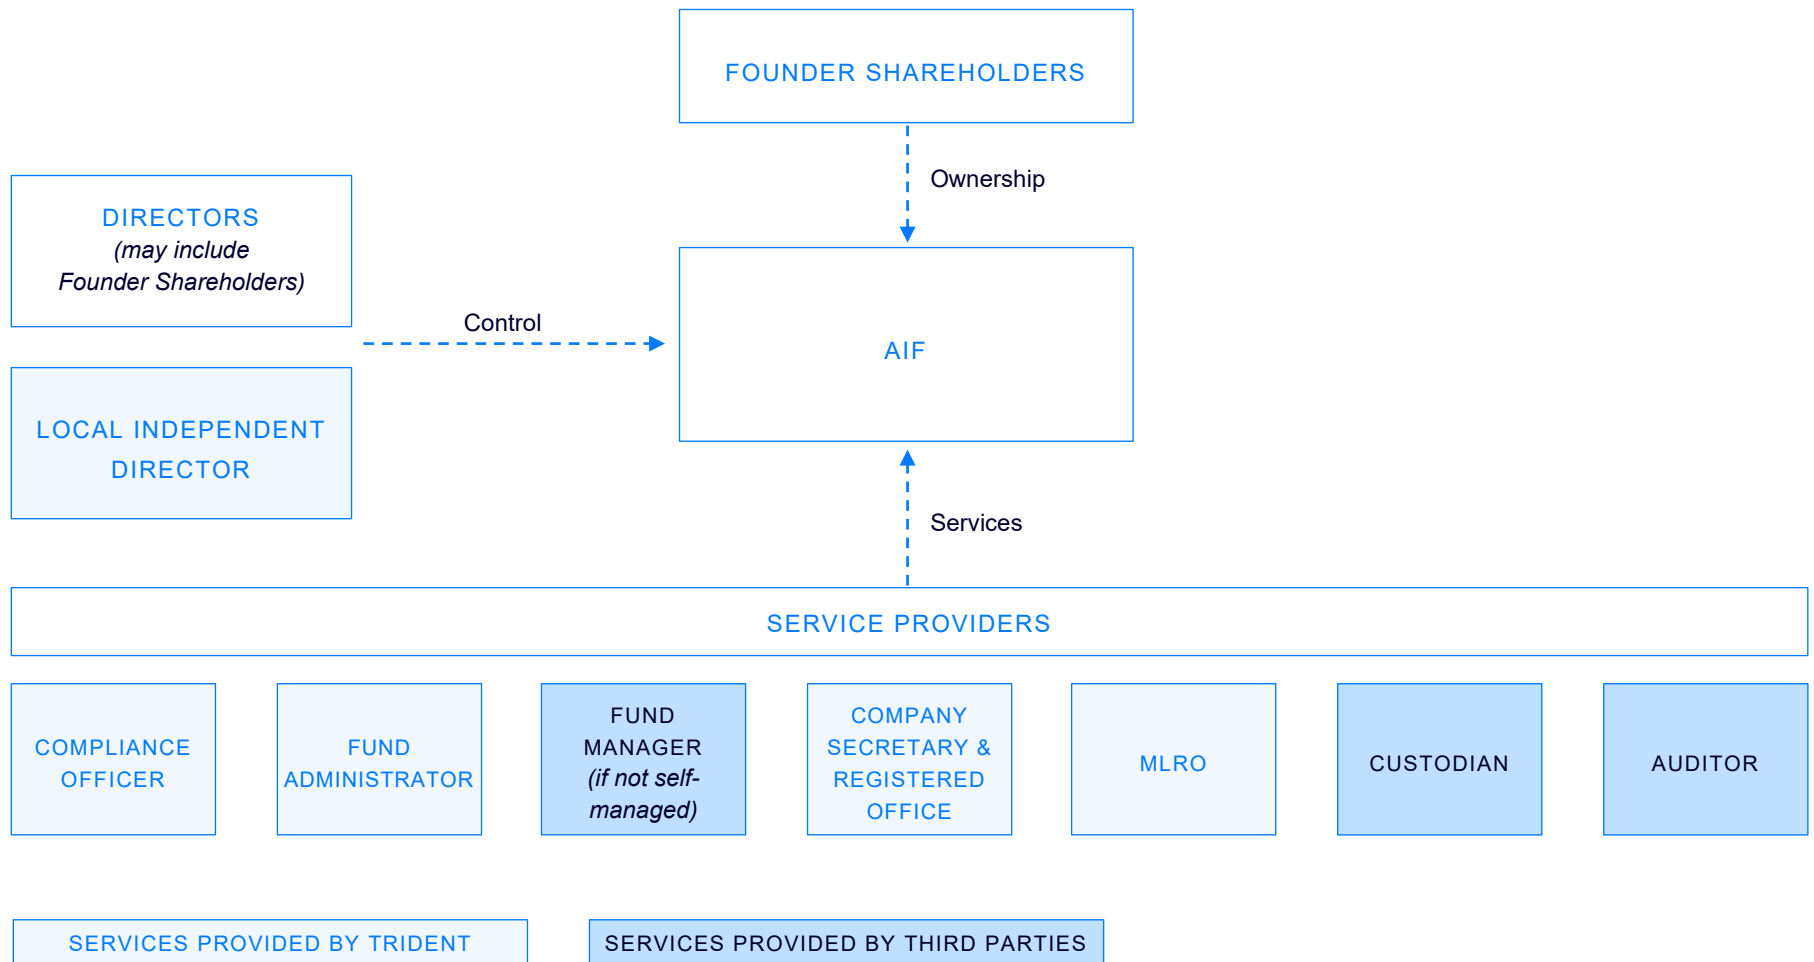 FOUNDER SHAREHOLDERS
Ownership
DIRECTORS
(may include
Founder Shareholders)
Control
AIF
LOCAL INDEPENDENT
DIRECTOR
Services
SERVICE PROVIDERS
COMPLIANCE
OFFICER
FUND
ADMINISTRATOR
FUND
MANAGER
(if not self-
managed)
COMPANY
SECRETARY &
REGISTERED
OFFICE
MLRO
CUSTODIAN
AUDITOR
SERVICES PROVIDED BY TRIDENT
SERVICES PROVIDED BY THIRD PARTIES